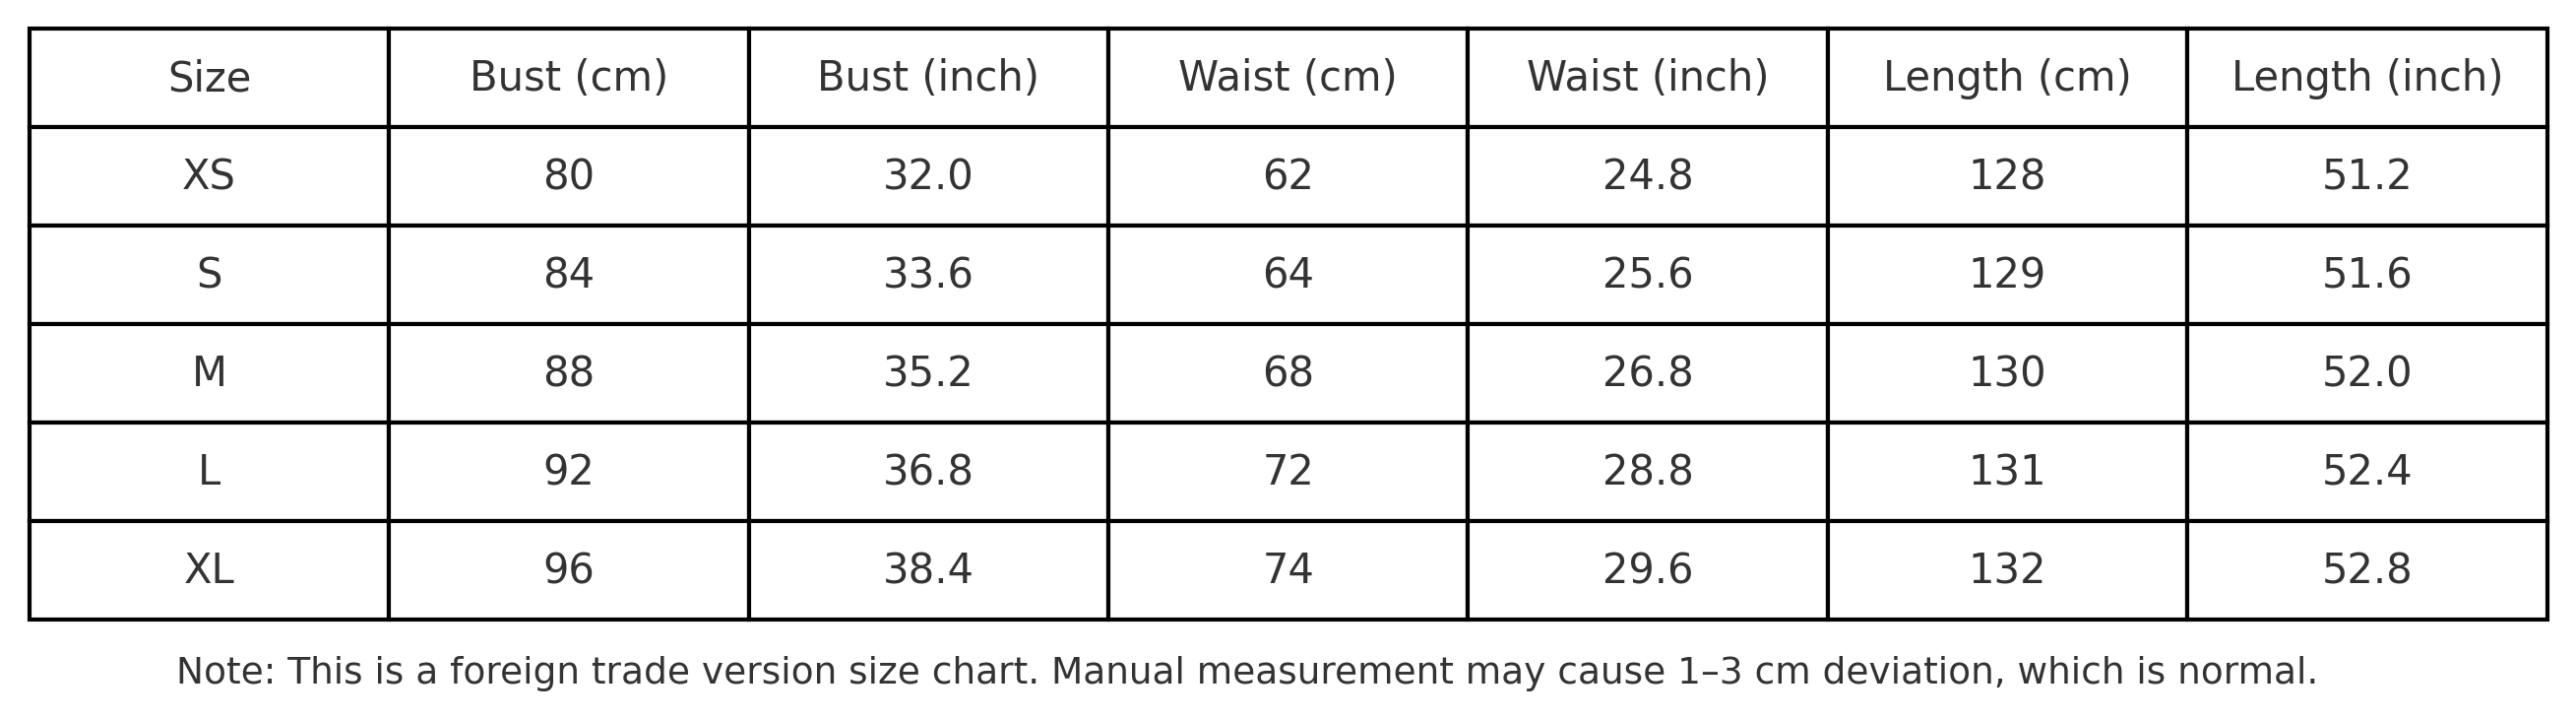 Size Bust (cm) Bust (inch) Waist (cm) Waist (inch) Length (cm) Length (inch)
XS 80 32.0 62 24.8 128 51.2
S 84 33.6 64 25.6 129 51.6
M 88 35.2 68 26.8 130 52.0
L 92 36.8 72 28.8 131 52.4
XL 96 38.4 74 29.6 132 52.8
Note: This is a foreign trade version size chart. Manual measurement may cause 1–3 cm deviation, which is normal.